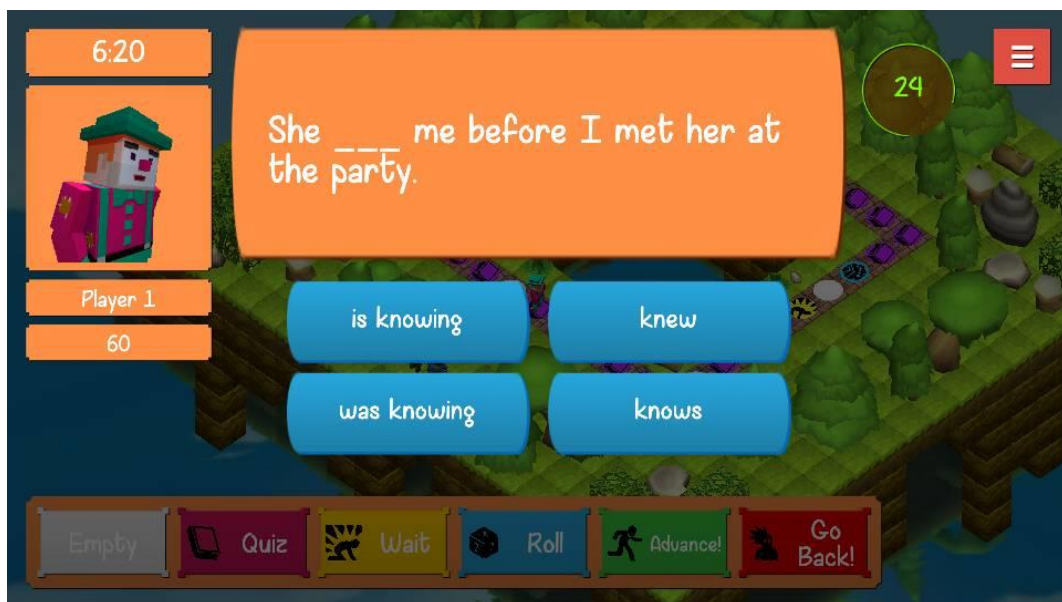 6:20
She ___ me before I met her at
the party.
24
Player 1
60
is knowing
knew
was knowing
knows
Empty
Quiz
Wait
Roll
Advance!
Go
Back!